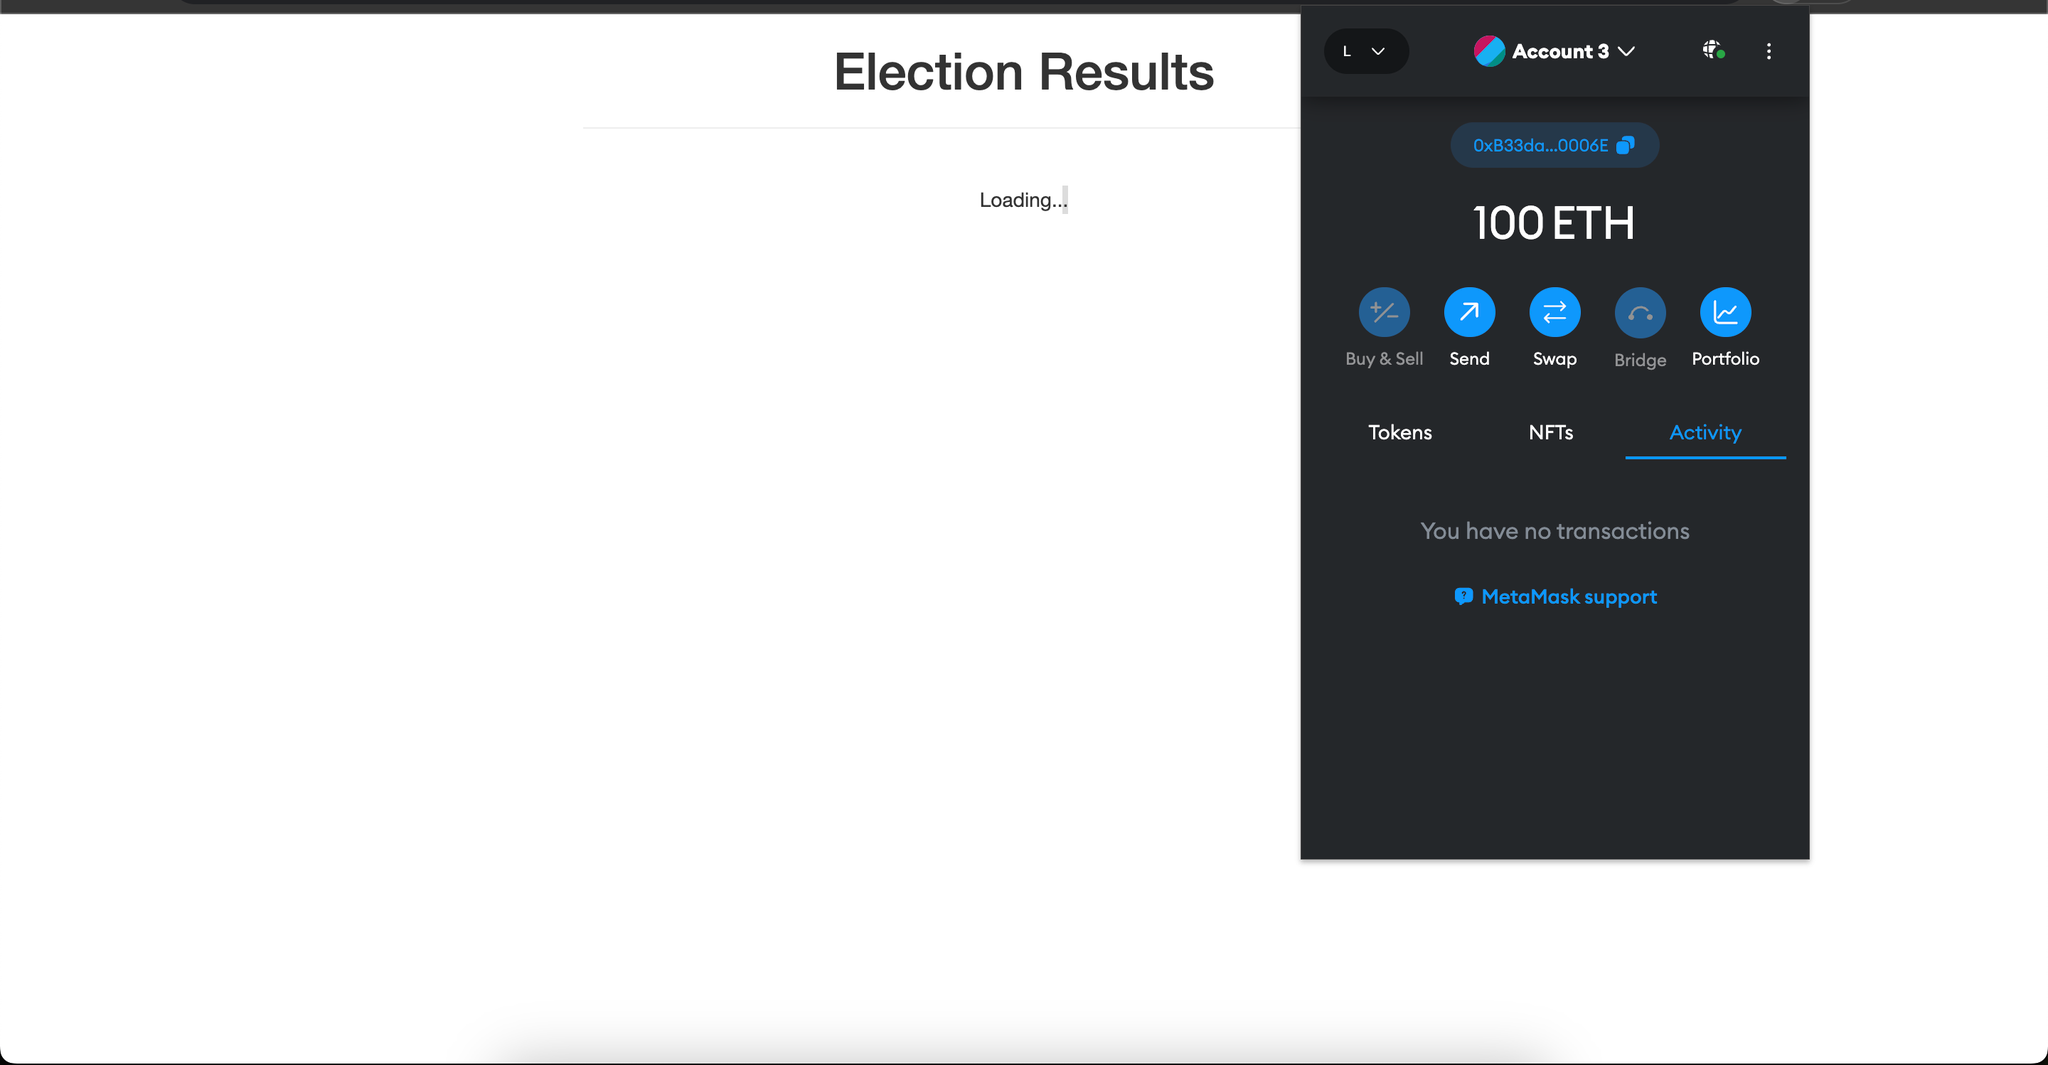 Election Results
Loading...
L
Account 3
0xB33da...0006E
100 ETH
Buy & Sell
Send
Swap
Bridge
Portfolio
Tokens
NFTs
Activity
You have no transactions
MetaMask support